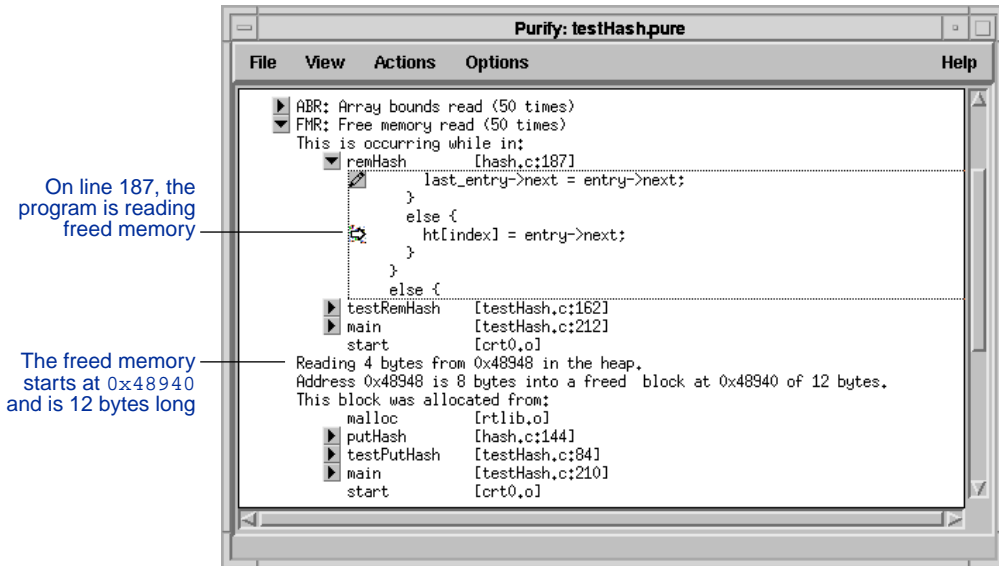 Purify: testHash.pure
File View Actions Options Help
ABR: Array bounds read (50 times)
FMR: Free memory read (50 times)
This is occurring while in:
remHash [hash.c:187]
last_entry->next = entry->next;
}
else {
ht[index] = entry->next;
}
}
else {
testRemHash [testHash.c:162]
main [testHash.c:212]
start [crt0.o]
Reading 4 bytes from 0x48948 in the heap.
Address 0x48948 is 8 bytes into a freed block at 0x48940 of 12 bytes.
This block was allocated from:
malloc [rtlib.o]
putHash [hash.c:144]
testPutHash [testHash.c:84]
main [testHash.c:210]
start [crt0.o]
On line 187, the
program is reading
freed memory
The freed memory
starts at 0x48940
and is 12 bytes long